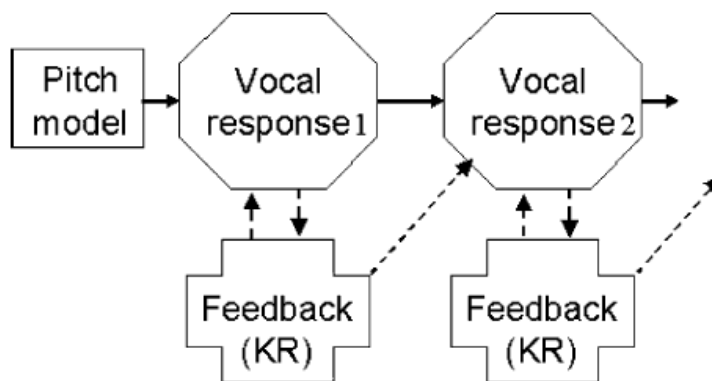 Pitch
model
Vocal
response 1
Vocal
response 2
Feedback
(KR)
Feedback
(KR)